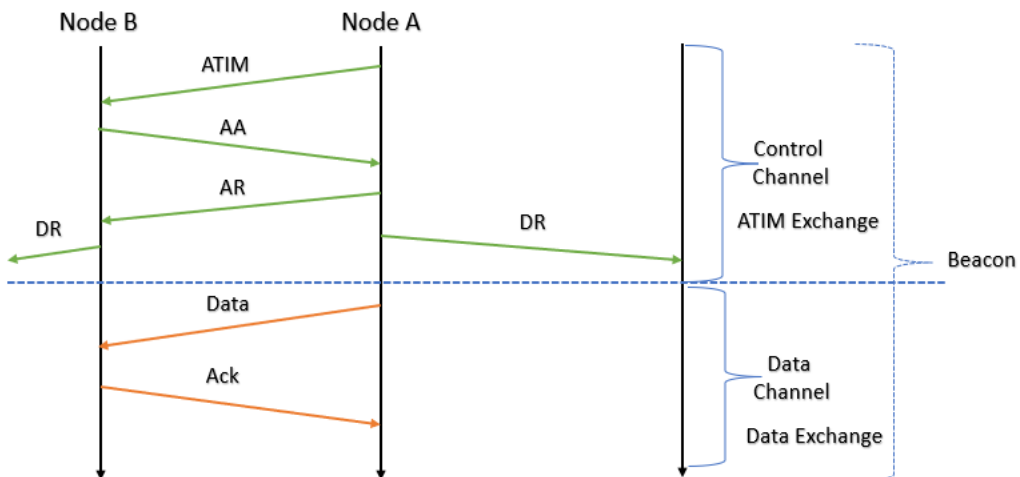 Node B
Node A
ATIM
AA
AR
DR
DR
Control
Channel
ATIM Exchange
Beacon
Data
Ack
Data
Channel
Data Exchange